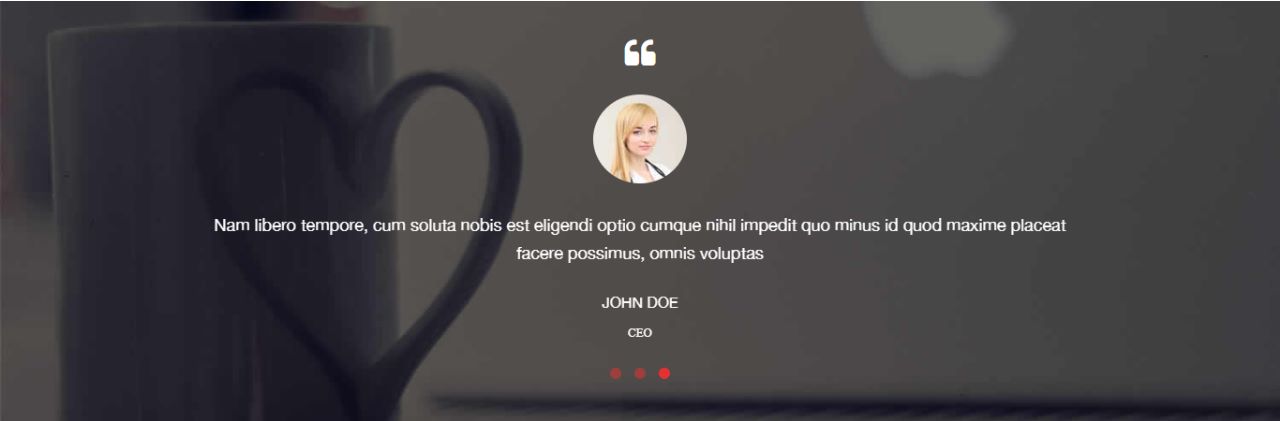 ❝
Nam libero tempore, cum soluta nobis est eligendi optio cumque nihil impedit quo minus id quod maxime placeat
facere possimus, omnis voluptas
JOHN DOE
CEO